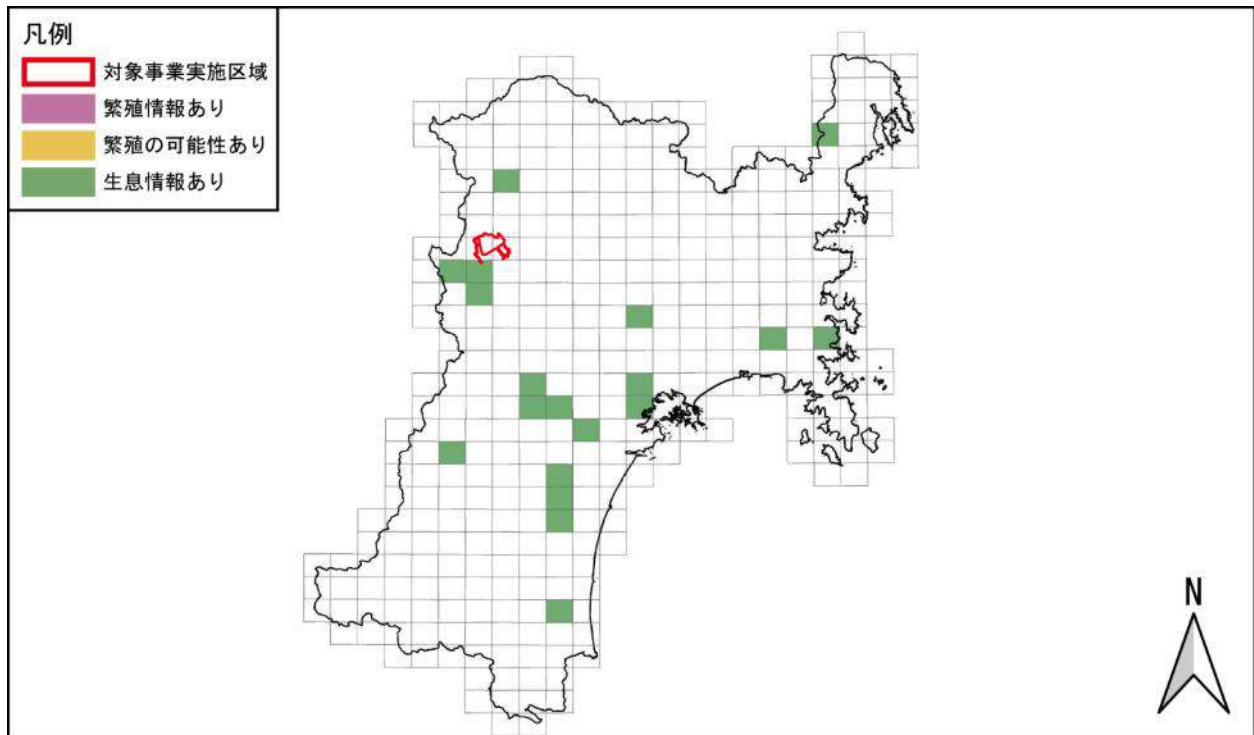 凡例
対象事業実施区域
繁殖情報あり
繁殖の可能性あり
生息情報あり
N